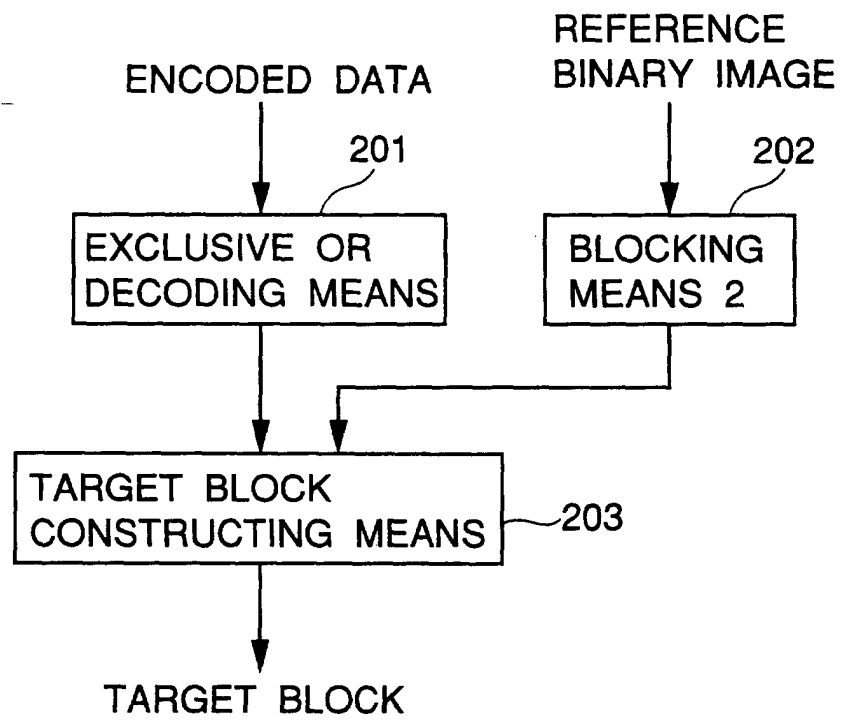 ENCODED DATA
REFERENCE
BINARY IMAGE
201
EXCLUSIVE OR
DECODING MEANS
202
BLOCKING
MEANS 2
TARGET BLOCK
CONSTRUCTING MEANS
203
TARGET BLOCK